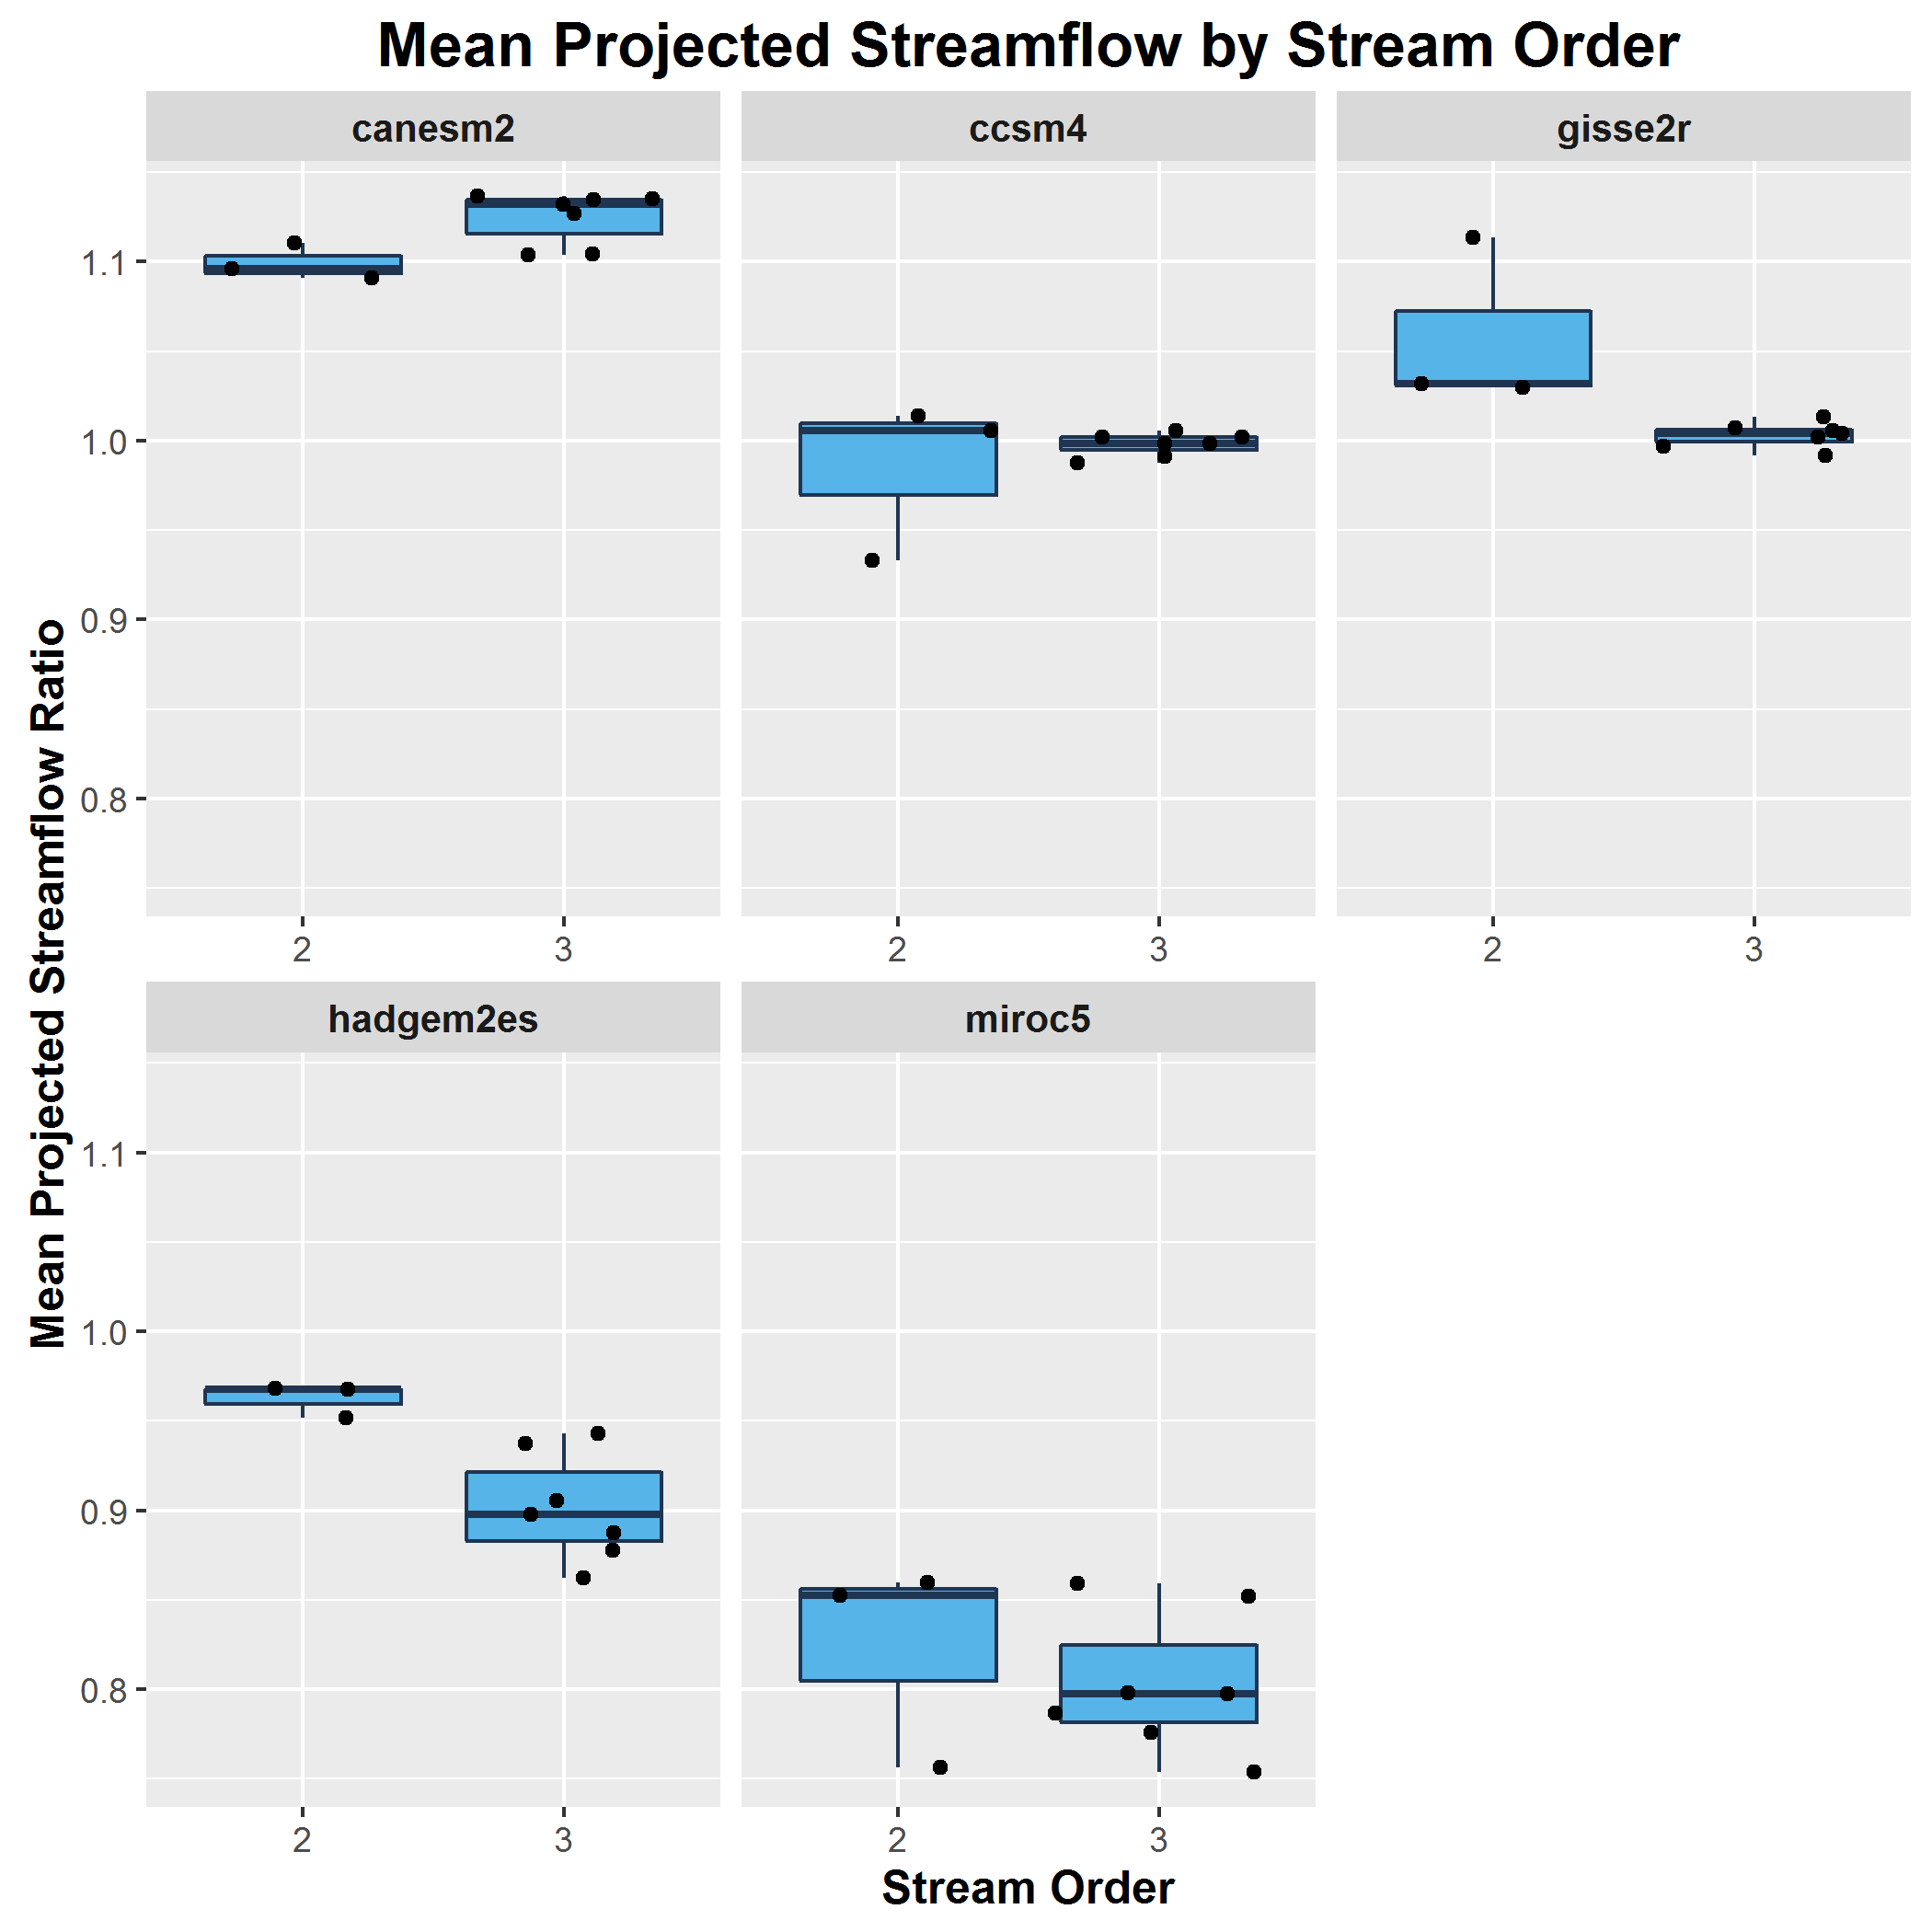 Mean Projected Streamflow by Stream Order
canesm2 ccsm4 gisse2r
1.1
1.0
0.9
0.8
2 3 2 3 2 3
Mean Projected Streamflow Ratio
hadgem2es miroc5
1.1
1.0
0.9
0.8
2 3 2 3
Stream Order